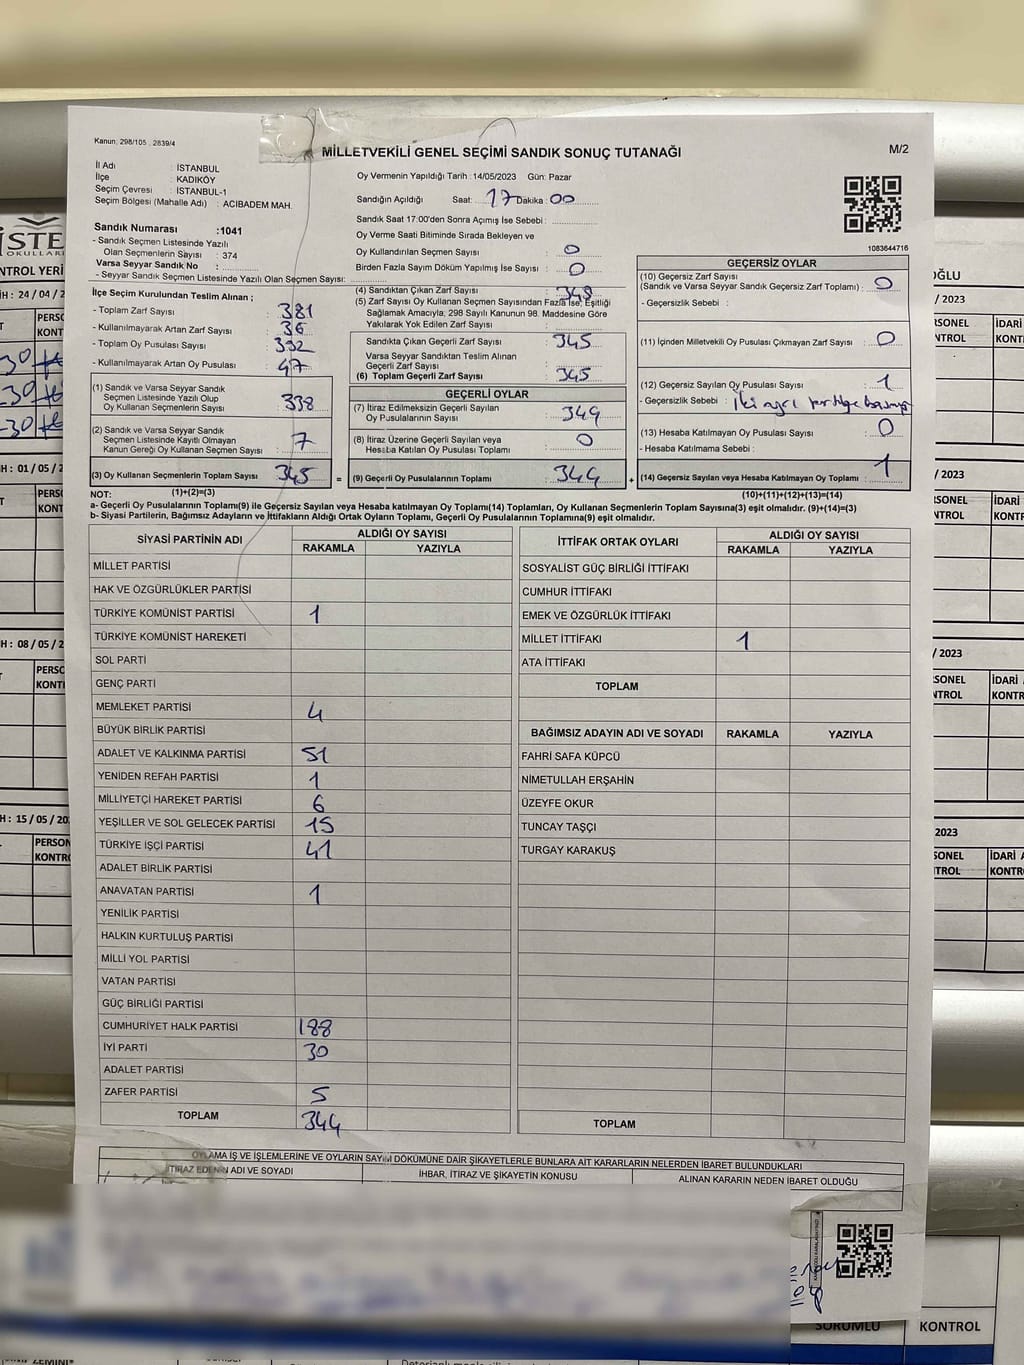 Kanun; 298/105 , 2839/4
MİLLETVEKİLİ GENEL SEÇİMİ SANDIK SONUÇ TUTANAĞI
M/2
İl Adı : İSTANBUL
İlçe : KADIKÖY
Seçim Çevresi : İSTANBUL-1
Seçim Bölgesi (Mahalle Adı) : ACIBADEM MAH.
Sandık Numarası :1041
- Sandık Seçmen Listesinde Yazılı
Olan Seçmenlerin Sayısı : 374
Varsa Seyyar Sandık No :
- Seyyar Sandık Seçmen Listesinde Yazılı Olan Seçmen Sayısı:
Oy Vermenin Yapıldığı Tarih : 14/05/2023 Gün: Pazar
Sandığın Açıldığı Saat: 17 Dakika : 00
Sandık Saat 17:00'den Sonra Açımış İse Sebebi :
Oy Verme Saati Bitiminde Sırada Bekleyen ve
Oy Kullandırılan Seçmen Sayısı : 0
Birden Fazla Sayım Döküm Yapılmış İse Sayısı : 0
1083644716
İlçe Seçim Kurulundan Teslim Alınan ;
- Toplam Zarf Sayısı : 381
- Kullanılmayarak Artan Zarf Sayısı : 36
- Toplam Oy Pusulası Sayısı : 392
- Kullanılmayarak Artan Oy Pusulası : 47
(1) Sandık ve Varsa Seyyar Sandık
Seçmen Listesinde Yazılı Olup
Oy Kullanan Seçmenlerin Sayısı : 338
(2) Sandık ve Varsa Seyyar Sandık
Seçmen Listesinde Kayıtlı Olmayan
Kanun Gereği Oy Kullanan Seçmen Sayısı : 7
(3) Oy Kullanan Seçmenlerin Toplam Sayısı : 345
(4) Sandıktan Çıkan Zarf Sayısı : 345
(5) Zarf Sayısı Oy Kullanan Seçmen Sayısından Fazla İse, Eşitliği
Sağlamak Amacıyla, 298 Sayılı Kanunun 98. Maddesine Göre
Yakılarak Yok Edilen Zarf Sayısı :
Sandıkta Çıkan Geçerli Zarf Sayısı : 345
Varsa Seyyar Sandıktan Teslim Alınan
Geçerli Zarf Sayısı :
(6) Toplam Geçerli Zarf Sayısı : 345
GEÇERLİ OYLAR
(7) İtiraz Edilmeksizin Geçerli Sayılan
Oy Pusulalarının Sayısı : 344
(8) İtiraz Üzerine Geçerli Sayılan veya
Hesaba Katılan Oy Pusulası Toplamı : 0
= (9) Geçerli Oy Pusulalarının Toplamı : 344
GEÇERSİZ OYLAR
(10) Geçersiz Zarf Sayısı
(Sandık ve Varsa Seyyar Sandık Geçersiz Zarf Toplamı) : 0
- Geçersizlik Sebebi :
(11) İçinden Milletvekili Oy Pusulası Çıkmayan Zarf Sayısı : 0
(12) Geçersiz Sayılan Oy Pusulası Sayısı : 1
- Geçersizlik Sebebi : İki ayrı partiye
(13) Hesaba Katılmayan Oy Pusulası Sayısı : 0
- Hesaba Katılmama Sebebi :
+ (14) Geçersiz Sayılan veya Hesaba Katılmayan Oy Toplamı : 1
NOT: (1)+(2)=(3) (10)+(11)+(12)+(13)=(14)
a- Geçerli Oy Pusulalarının Toplamı(9) ile Geçersiz Sayılan veya Hesaba katılmayan Oy Toplamı(14) Toplamları, Oy Kullanan Seçmenlerin Toplam Sayısına(3) eşit olmalıdır. (9)+(14)=(3)
b- Siyasi Partilerin, Bağımsız Adayların ve İttifakların Aldığı Ortak Oyların Toplamı, Geçerli Oy Pusulalarının Toplamına(9) eşit olmalıdır.
SİYASİ PARTİNİN ADI ALDIĞI OY SAYISI
RAKAMLA YAZIYLA
MİLLET PARTİSİ
HAK VE ÖZGÜRLÜKLER PARTİSİ
TÜRKİYE KOMÜNİST PARTİSİ 1
TÜRKİYE KOMÜNİST HAREKETİ
SOL PARTİ
GENÇ PARTİ
MEMLEKET PARTİSİ 4
BÜYÜK BİRLİK PARTİSİ
ADALET VE KALKINMA PARTİSİ 51
YENİDEN REFAH PARTİSİ 1
MİLLİYETÇİ HAREKET PARTİSİ 6
YEŞİLLER VE SOL GELECEK PARTİSİ 15
TÜRKİYE İŞÇİ PARTİSİ 41
ADALET BİRLİK PARTİSİ
ANAVATAN PARTİSİ 1
YENİLİK PARTİSİ
HALKIN KURTULUŞ PARTİSİ
MİLLİ YOL PARTİSİ
VATAN PARTİSİ
GÜÇ BİRLİĞİ PARTİSİ
CUMHURİYET HALK PARTİSİ 188
İYİ PARTİ 30
ADALET PARTİSİ
ZAFER PARTİSİ 5
TOPLAM 344
İTTİFAK ORTAK OYLARI ALDIĞI OY SAYISI
RAKAMLA YAZIYLA
SOSYALİST GÜÇ BİRLİĞİ İTTİFAKI
CUMHUR İTTİFAKI
EMEK VE ÖZGÜRLÜK İTTİFAKI
MİLLET İTTİFAKI 1
ATA İTTİFAKI
TOPLAM
BAĞIMSIZ ADAYIN ADI VE SOYADI RAKAMLA YAZIYLA
FAHRİ SAFA KÜPCÜ
NİMETULLAH ERŞAHİN
ÜZEYFE OKUR
TUNCAY TAŞÇI
TURGAY KARAKUŞ
TOPLAM
OYLAMA İŞ VE İŞLEMLERİNE VE OYLARIN SAYIM DÖKÜMÜNE DAİR ŞİKAYETLERLE BUNLARA AİT KARARLARIN NELERDEN İBARET BULUNDUKLARI
İTİRAZ EDENİN ADI VE SOYADI İHBAR, İTİRAZ VE ŞİKAYETİN KONUSU ALINAN KARARIN NEDEN İBARET OLDUĞU
SORUMLU KONTROL